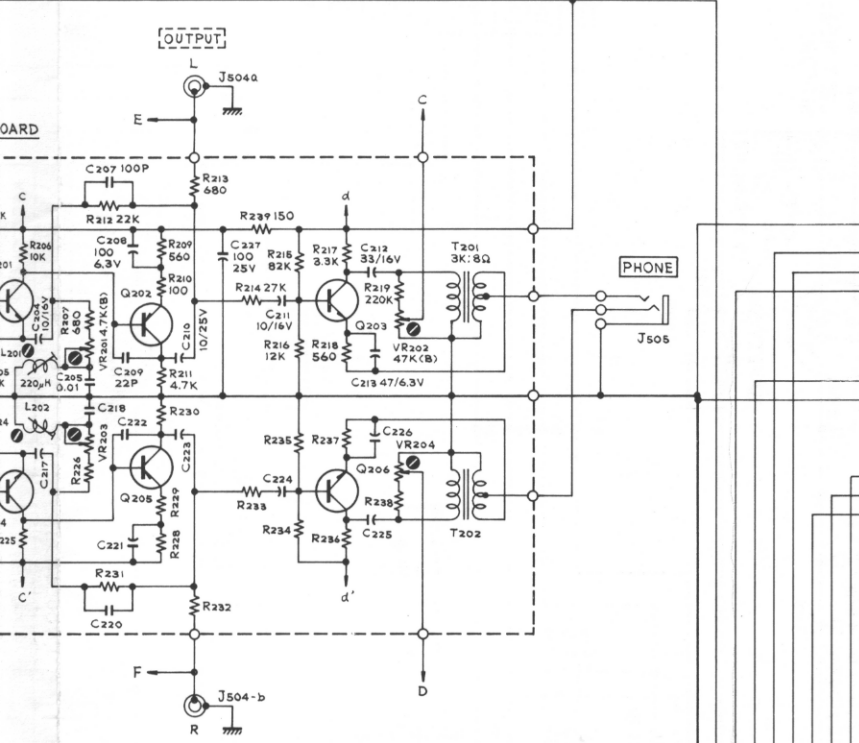 OUTPUT
L
J504a
E
C
OARD
C207 100P
R213
680
C
R212 22K
R239 150
d
K
R206
10K
C208
100
6.3V
R209
560
C227
100
25V
R215
82K
R217
3.3K
C212
33/16V
T201
3K:8Ω
PHONE
201
R210
100
R214 27K
R219
220K
C204
10/16V
R207
680
VR201 4.7K(B)
Q202
C210
10/25V
C211
10/16V
Q203
J505
L201
R216
12K
R218
560
VR202
47K(B)
220μH
C205
0.01
C209
22P
R211
4.7K
C213 47/6.3V
K
L202
C218
R230
24
C222
C223
R235
R237
C226
VR204
C217
R226
VR203
Q205
R229
C224
Q206
R233
R238
4
225
C221
R228
R234
R236
C225
T202
C'
R231
d'
C220
R232
F
J504-b
D
R